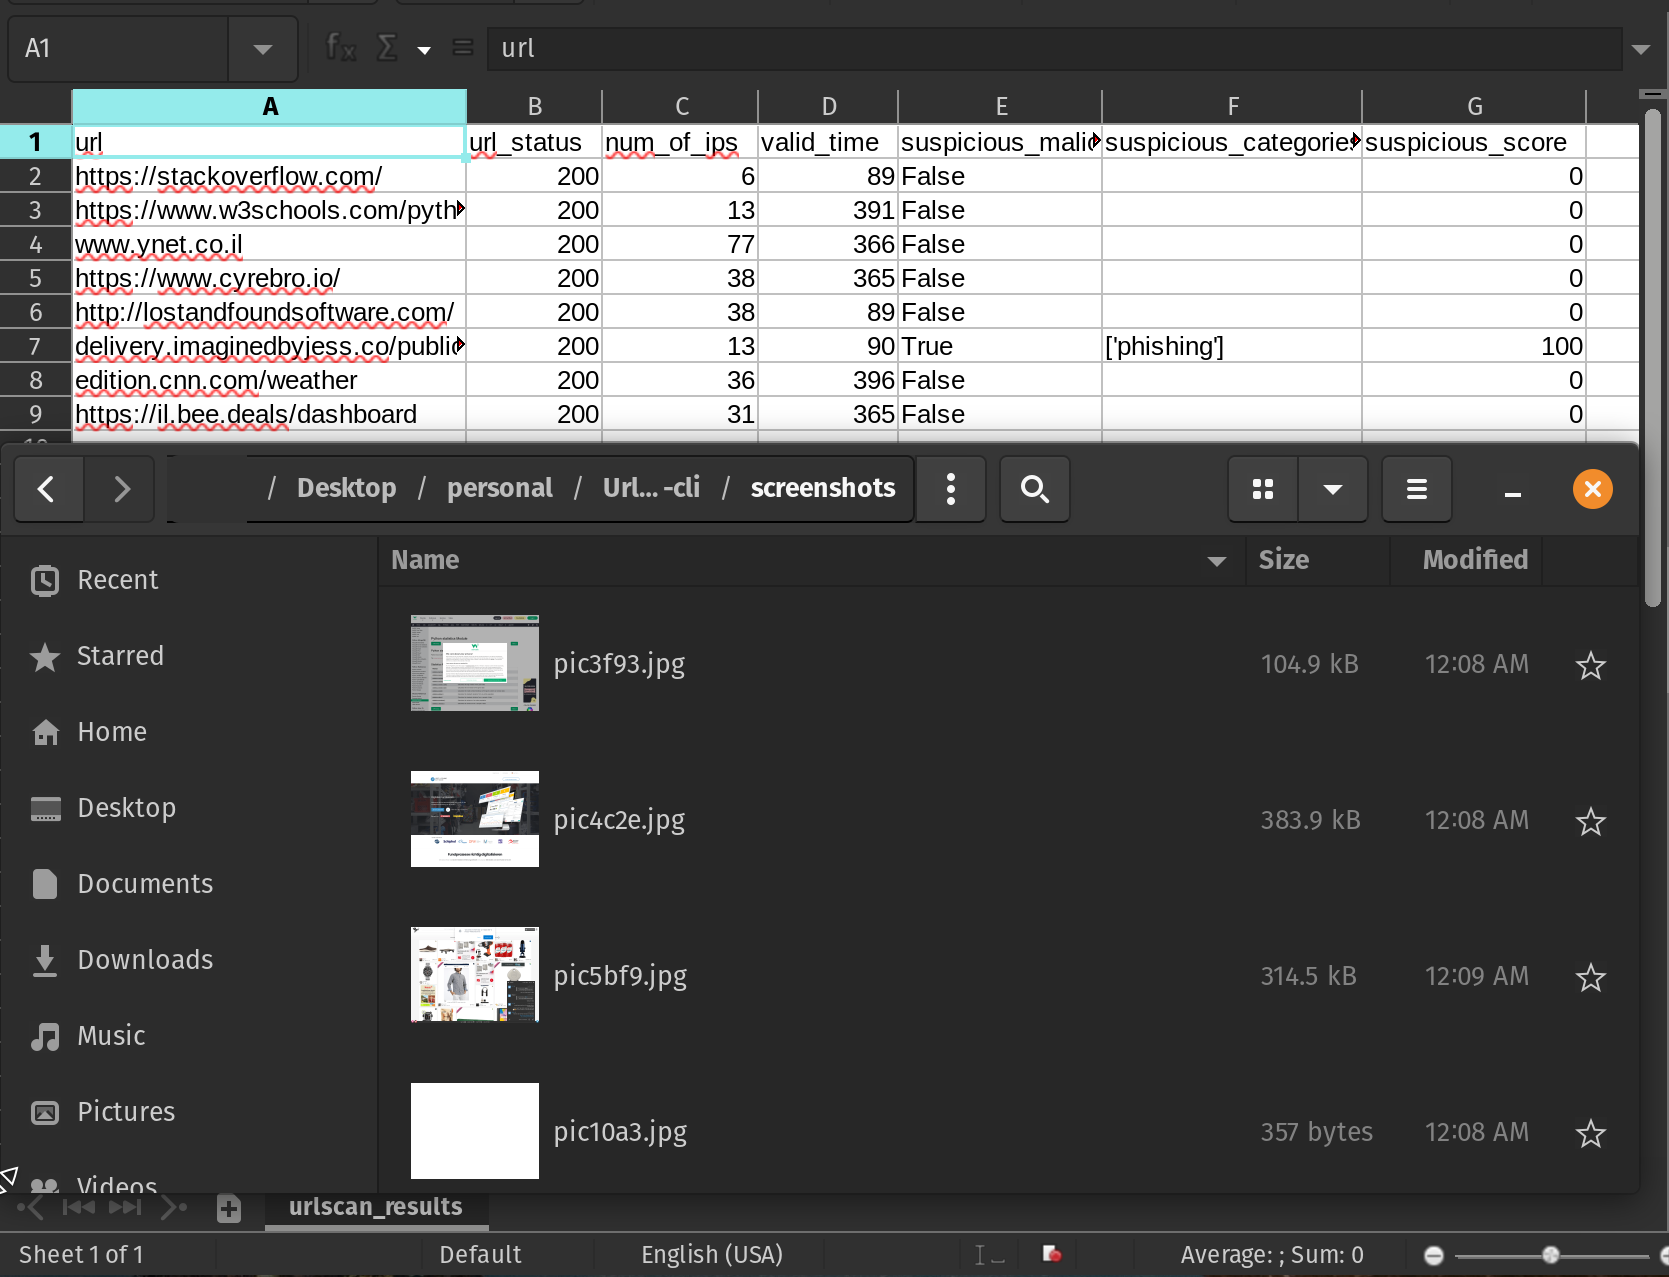 A1 fx Σ = url
A B C D E F G
1 url url_status num_of_ips valid_time suspicious_malic suspicious_categories suspicious_score
2 https://stackoverflow.com/ 200 6 89 False 0
3 https://www.w3schools.com/pyth 200 13 391 False 0
4 www.ynet.co.il 200 77 366 False 0
5 https://www.cyrebro.io/ 200 38 365 False 0
6 http://lostandfoundsoftware.com/ 200 38 89 False 0
7 delivery.imaginedbyjess.co/public 200 13 90 True ['phishing'] 100
8 edition.cnn.com/weather 200 36 396 False 0
9 https://il.bee.deals/dashboard 200 31 365 False 0
/ Desktop / personal / Url...-cli / screenshots
Name Size Modified
Recent
Starred
Home
Desktop
Documents
Downloads
Music
Pictures
Videos
pic3f93.jpg 104.9 kB 12:08 AM
pic4c2e.jpg 383.9 kB 12:08 AM
pic5bf9.jpg 314.5 kB 12:09 AM
pic10a3.jpg 357 bytes 12:08 AM
urlscan_results
Sheet 1 of 1 Default English (USA) Average: ; Sum: 0